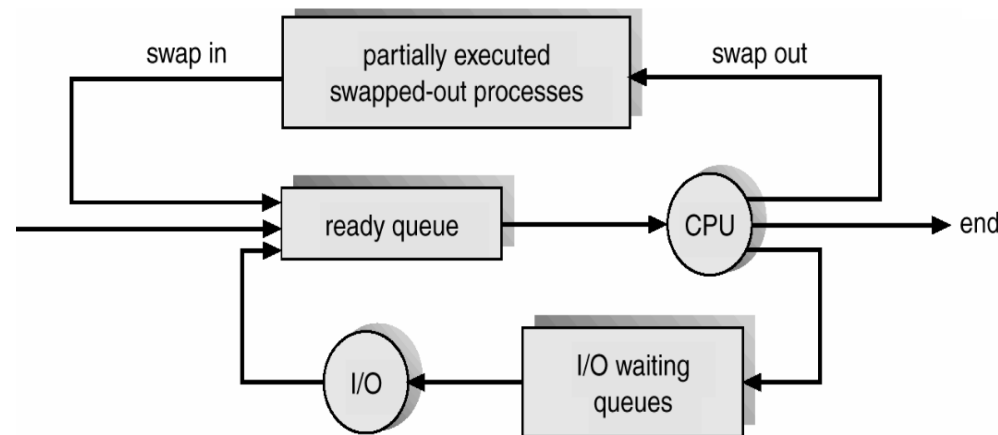 swap in
partially executed
swapped-out processes
swap out
ready queue
CPU
end
I/O
I/O waiting
queues